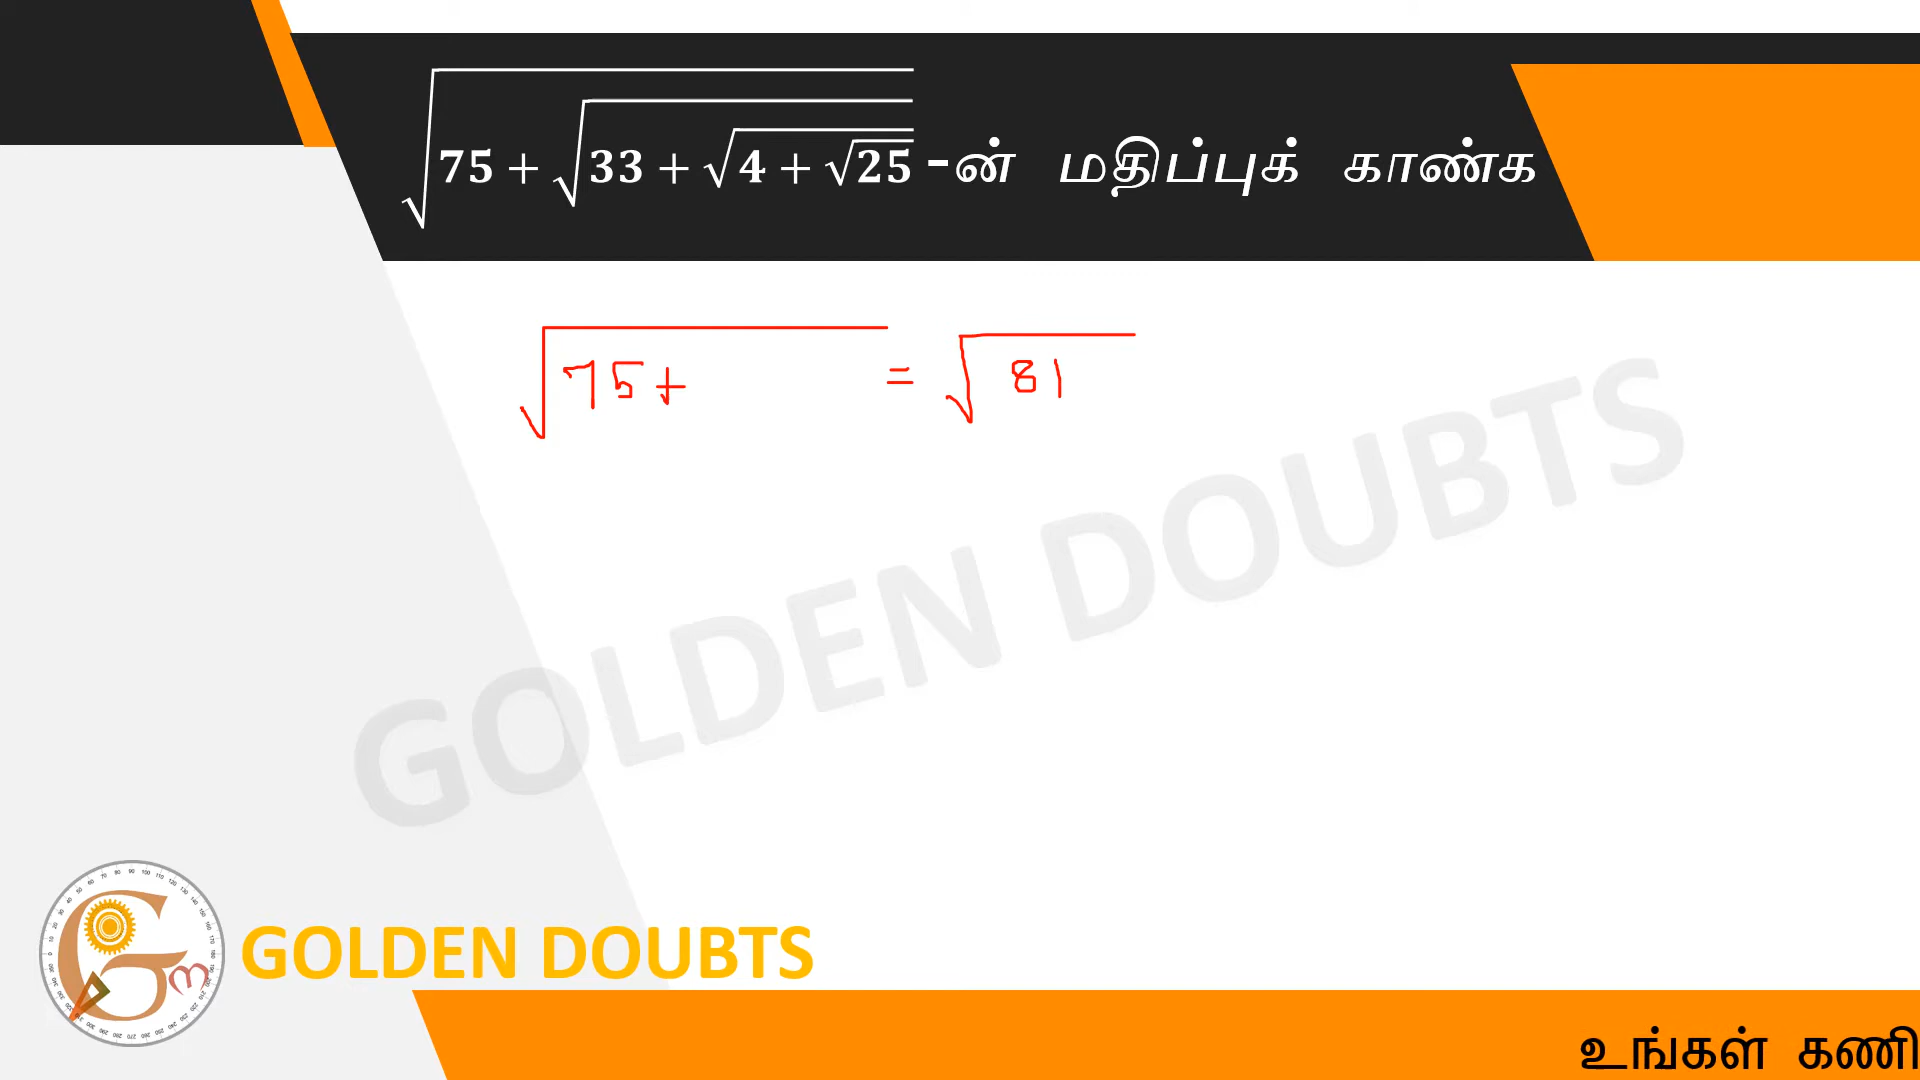 √(75 + √(33 + √(4 + √25))) -ன் மதிப்புக் காண்க
√(75+ ) = √(81)
GOLDEN DOUBTS
GOLDEN DOUBTS
உங்கள் கணி